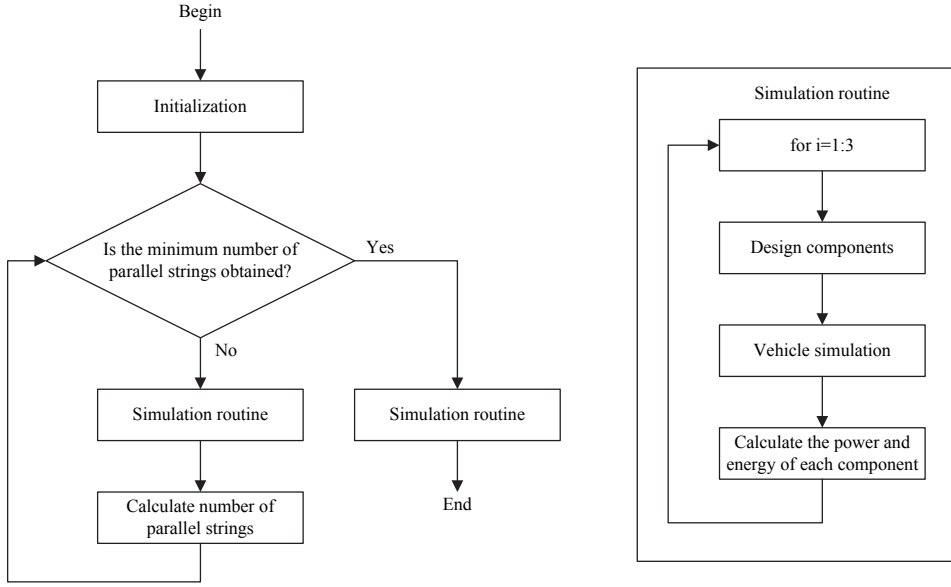 Begin
Initialization
Is the minimum number of
parallel strings obtained?
Yes
No
Simulation routine
Simulation routine
Calculate number of
parallel strings
End
Simulation routine
for i=1:3
Design components
Vehicle simulation
Calculate the power and
energy of each component